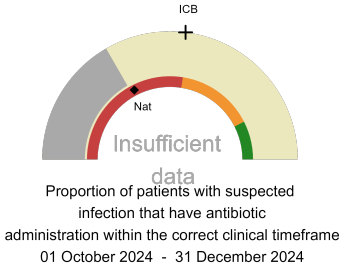 ICB
Nat
Insufficient
data
Proportion of patients with suspected
infection that have antibiotic
administration within the correct clinical timeframe
01 October 2024 - 31 December 2024